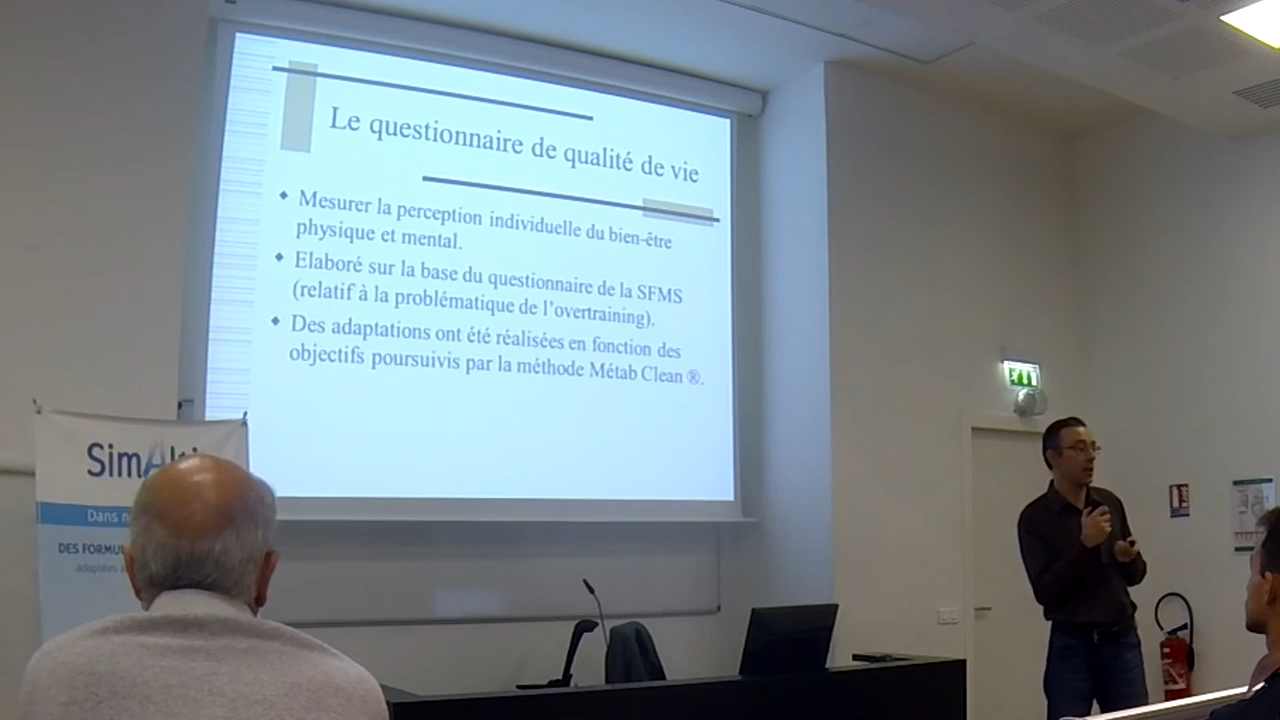 Le questionnaire de qualité de vie
Mesurer la perception individuelle du bien-être
physique et mental.
Elaboré sur la base du questionnaire de la SFMS
(relatif à la problématique de l'overtraining).
Des adaptations ont été réalisées en fonction des
objectifs poursuivis par la méthode Métab Clean ®.
Dans
DES
adaptées